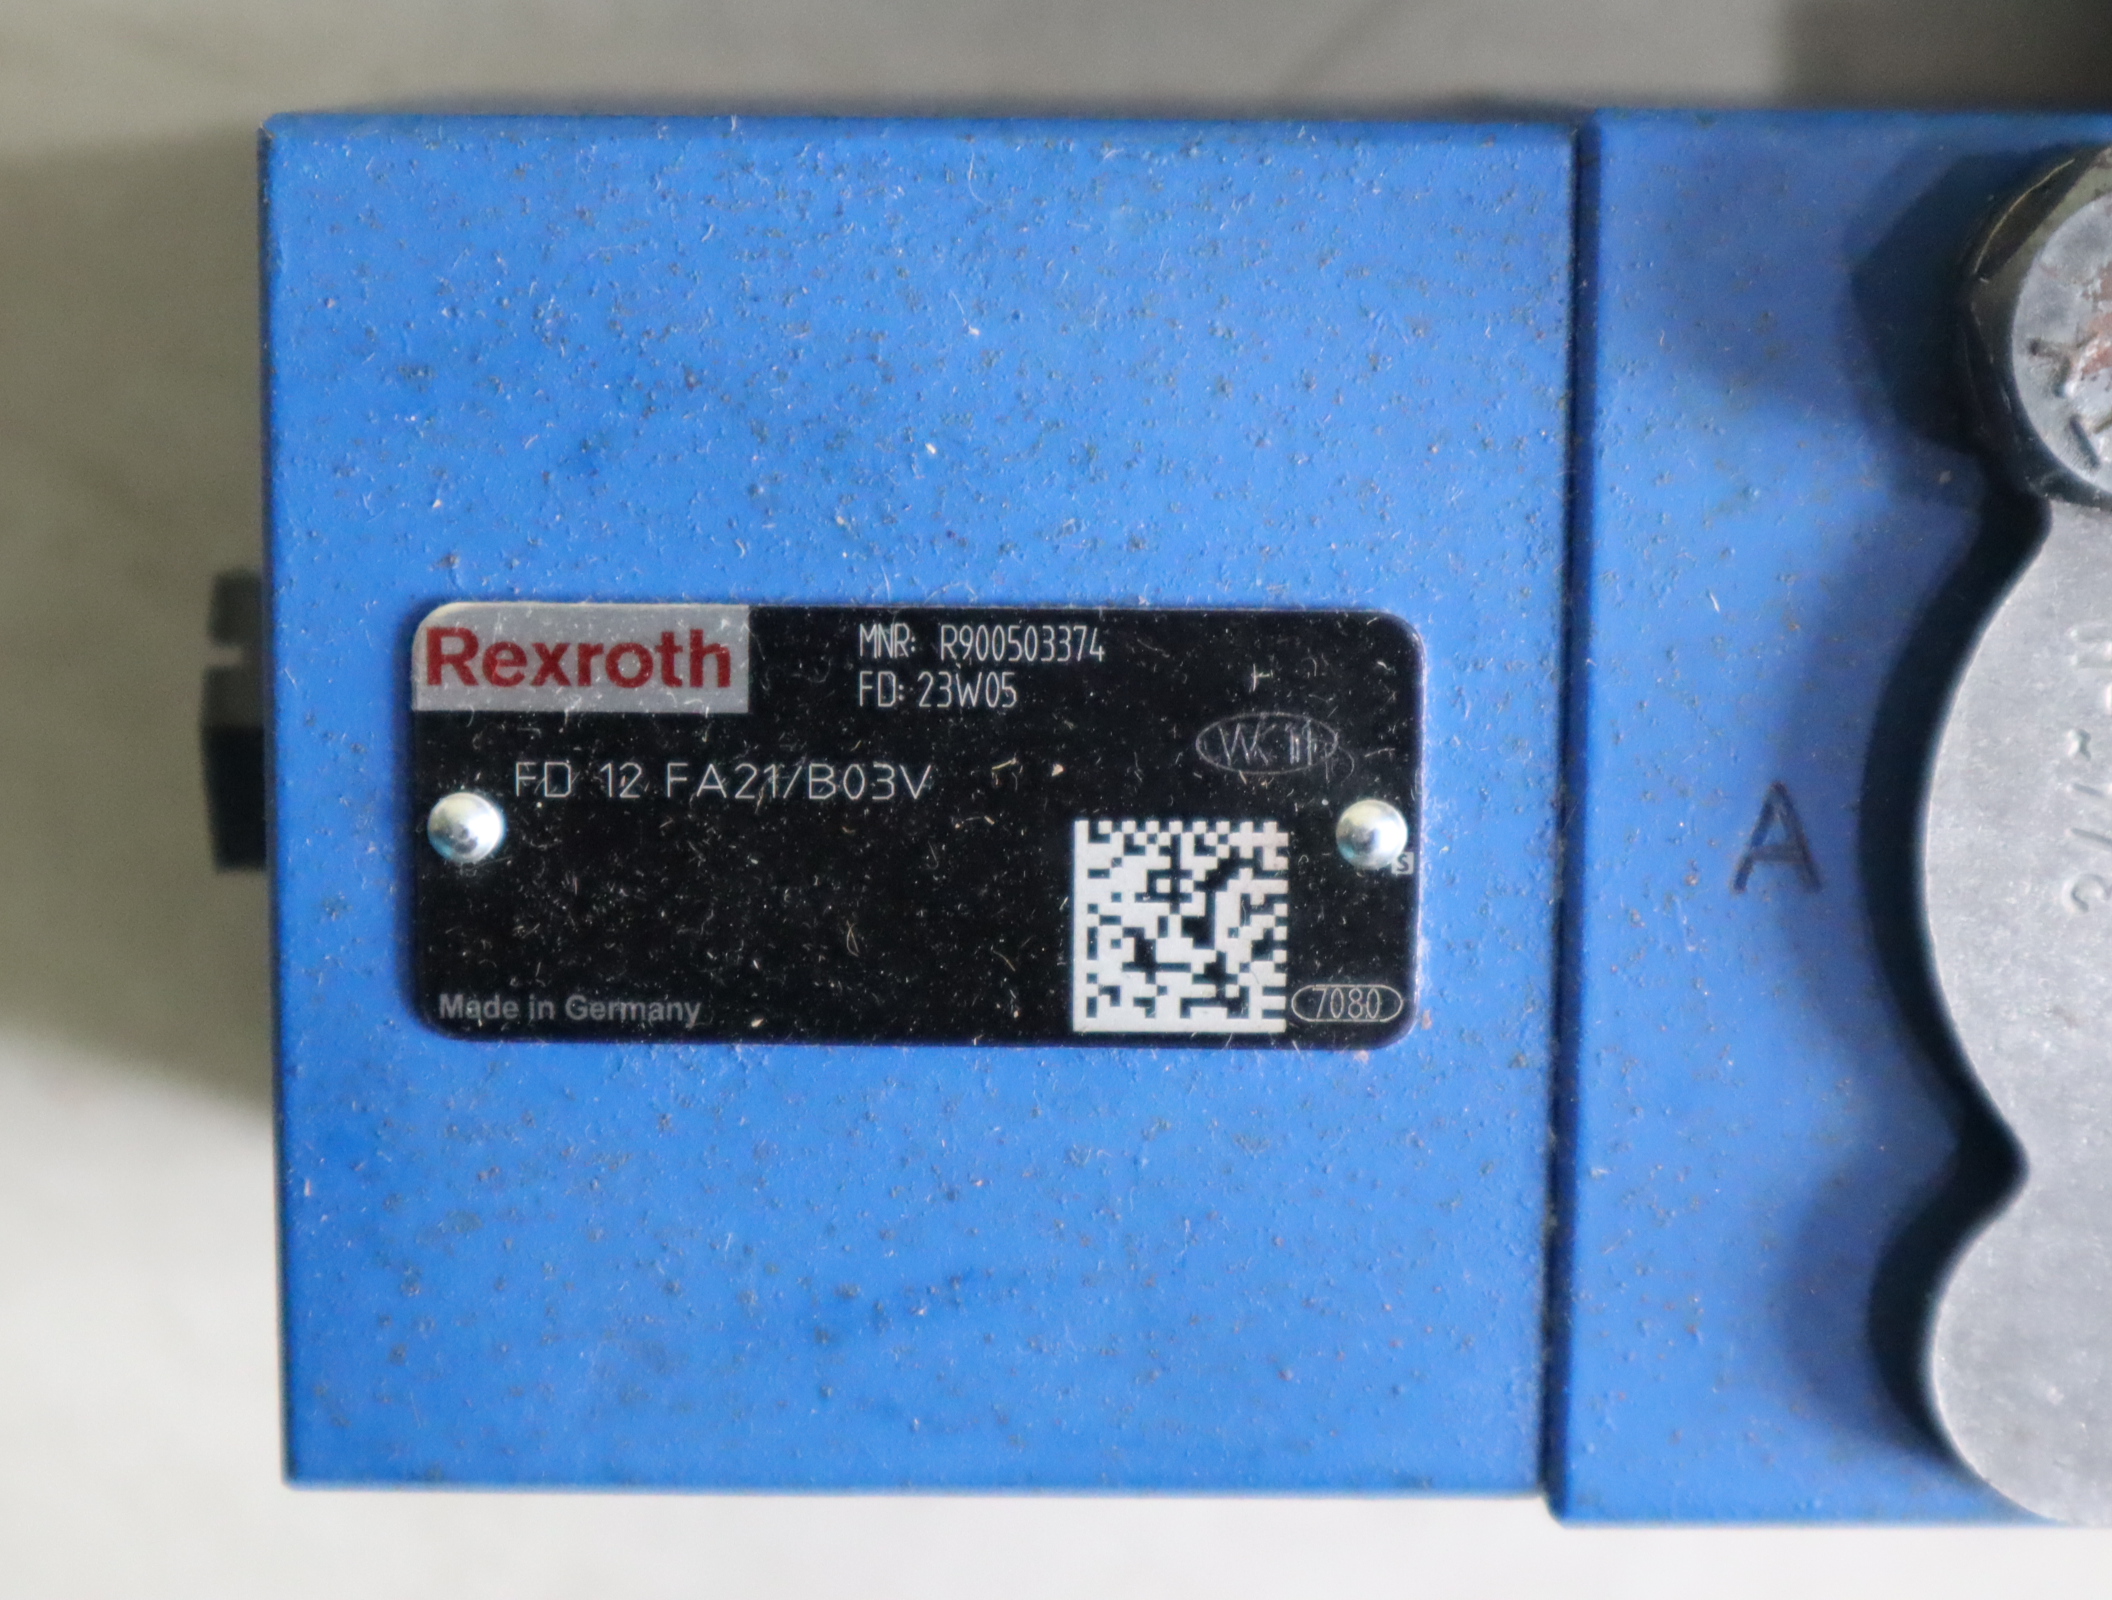 Rexroth
MNR: R900503374
FD: 23W05
FD 12 FA21/B03V
S
Made in Germany
7080
A